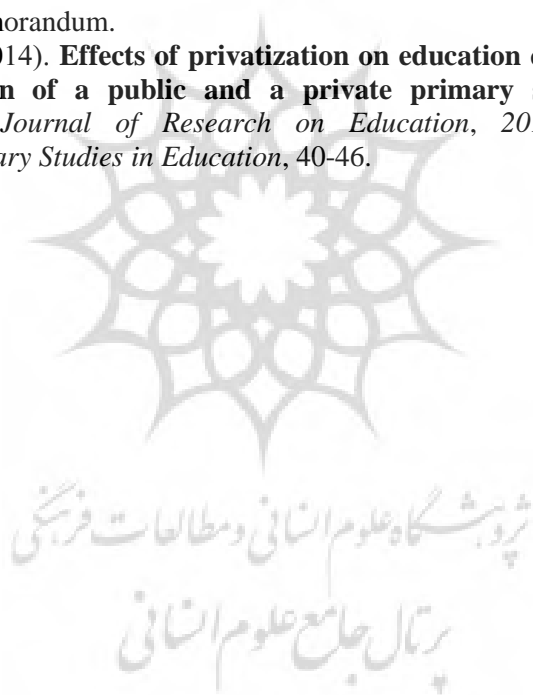 norandum.
014). Effects of privatization on education
n of a public and a private primary
Journal of Research on Education, 20
ary Studies in Education, 40-46.
پژوهشگاه علوم انسانی و مطالعات فرهنگی
پرتال جامع علوم انسانی